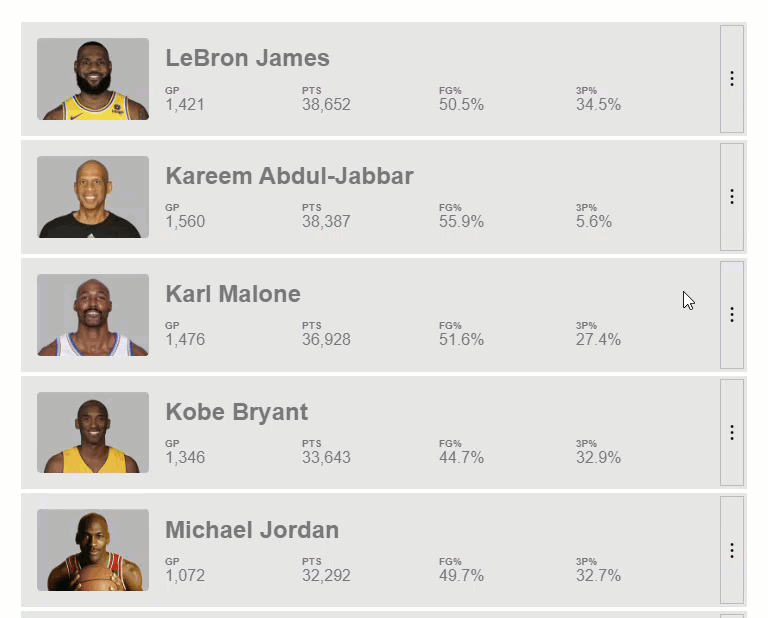 LeBron James
GP PTS FG% 3P%
1,421 38,652 50.5% 34.5%
Kareem Abdul-Jabbar
GP PTS FG% 3P%
1,560 38,387 55.9% 5.6%
Karl Malone
GP PTS FG% 3P%
1,476 36,928 51.6% 27.4%
Kobe Bryant
GP PTS FG% 3P%
1,346 33,643 44.7% 32.9%
Michael Jordan
GP PTS FG% 3P%
1,072 32,292 49.7% 32.7%